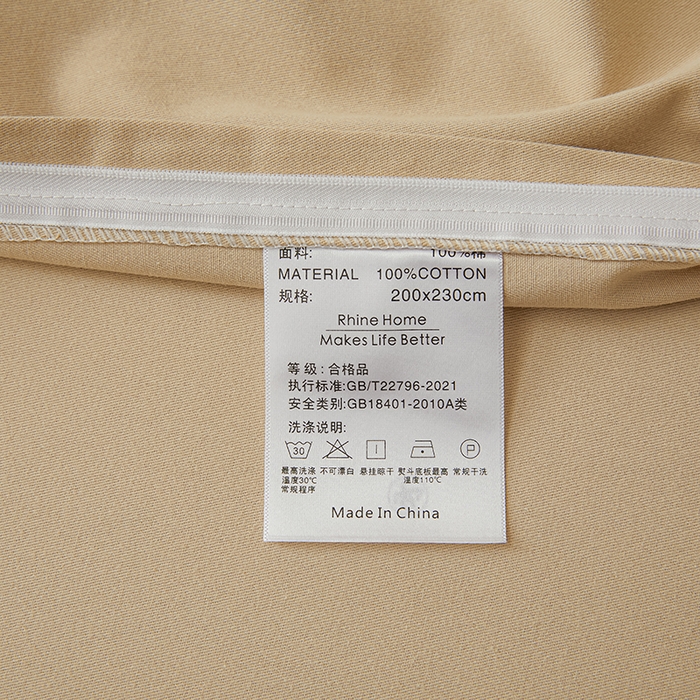 面料: 100%棉
MATERIAL 100%COTTON
规格: 200x230cm
Rhine Home
Makes Life Better
等级:合格品
执行标准:GB/T22796-2021
安全类别:GB18401-2010A类
洗涤说明:
30 P
最高洗涤温度30℃常规程序 不可漂白 悬挂晾干 熨斗底板最高温度110℃ 常规干洗
Made In China